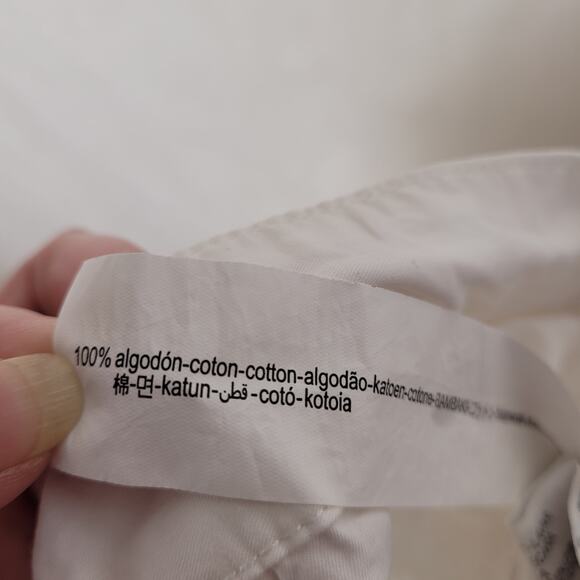 100% algodón-coton-cotton-algodão-katoen-cotone-
棉-면-katun-قطن-cotó-kotoia